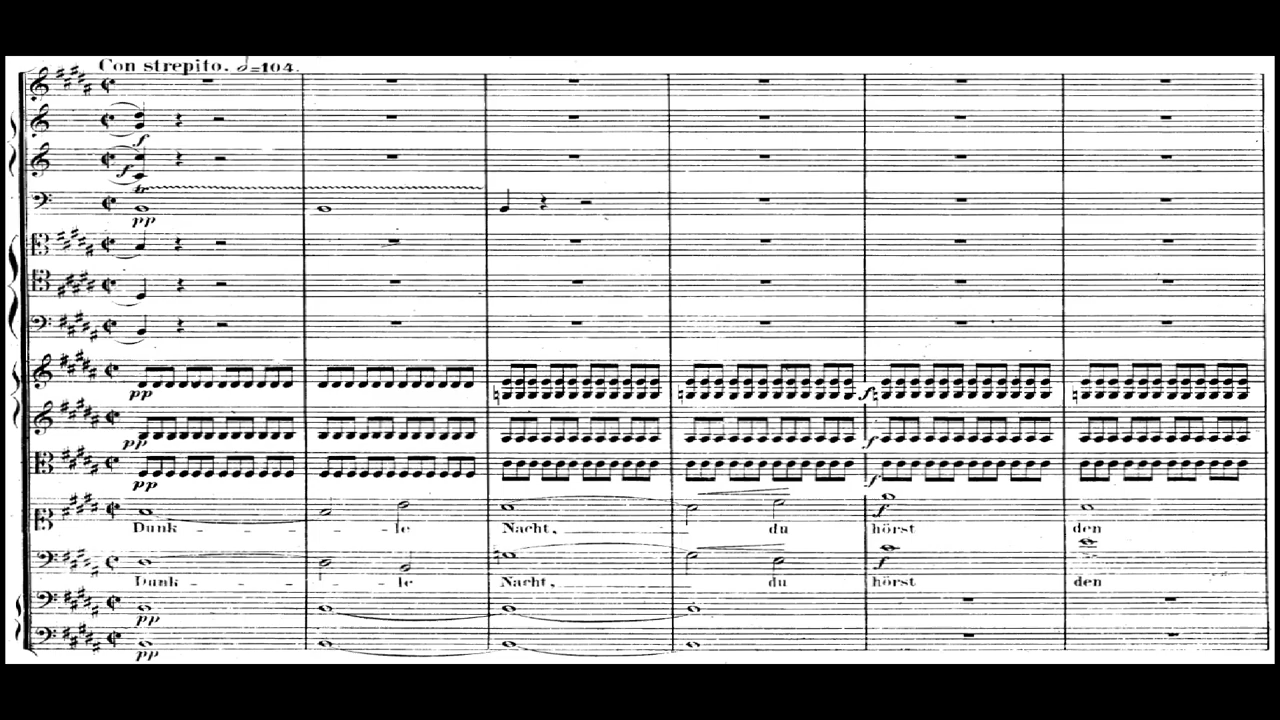 Con strepito. 𝅗𝅥=104.
f
f
tr
pp
pp f
pp f
pp f
Dunk - - - le Nacht, du hörst den
f
Dunk - - - le Nacht, du hörst den
f
pp
pp